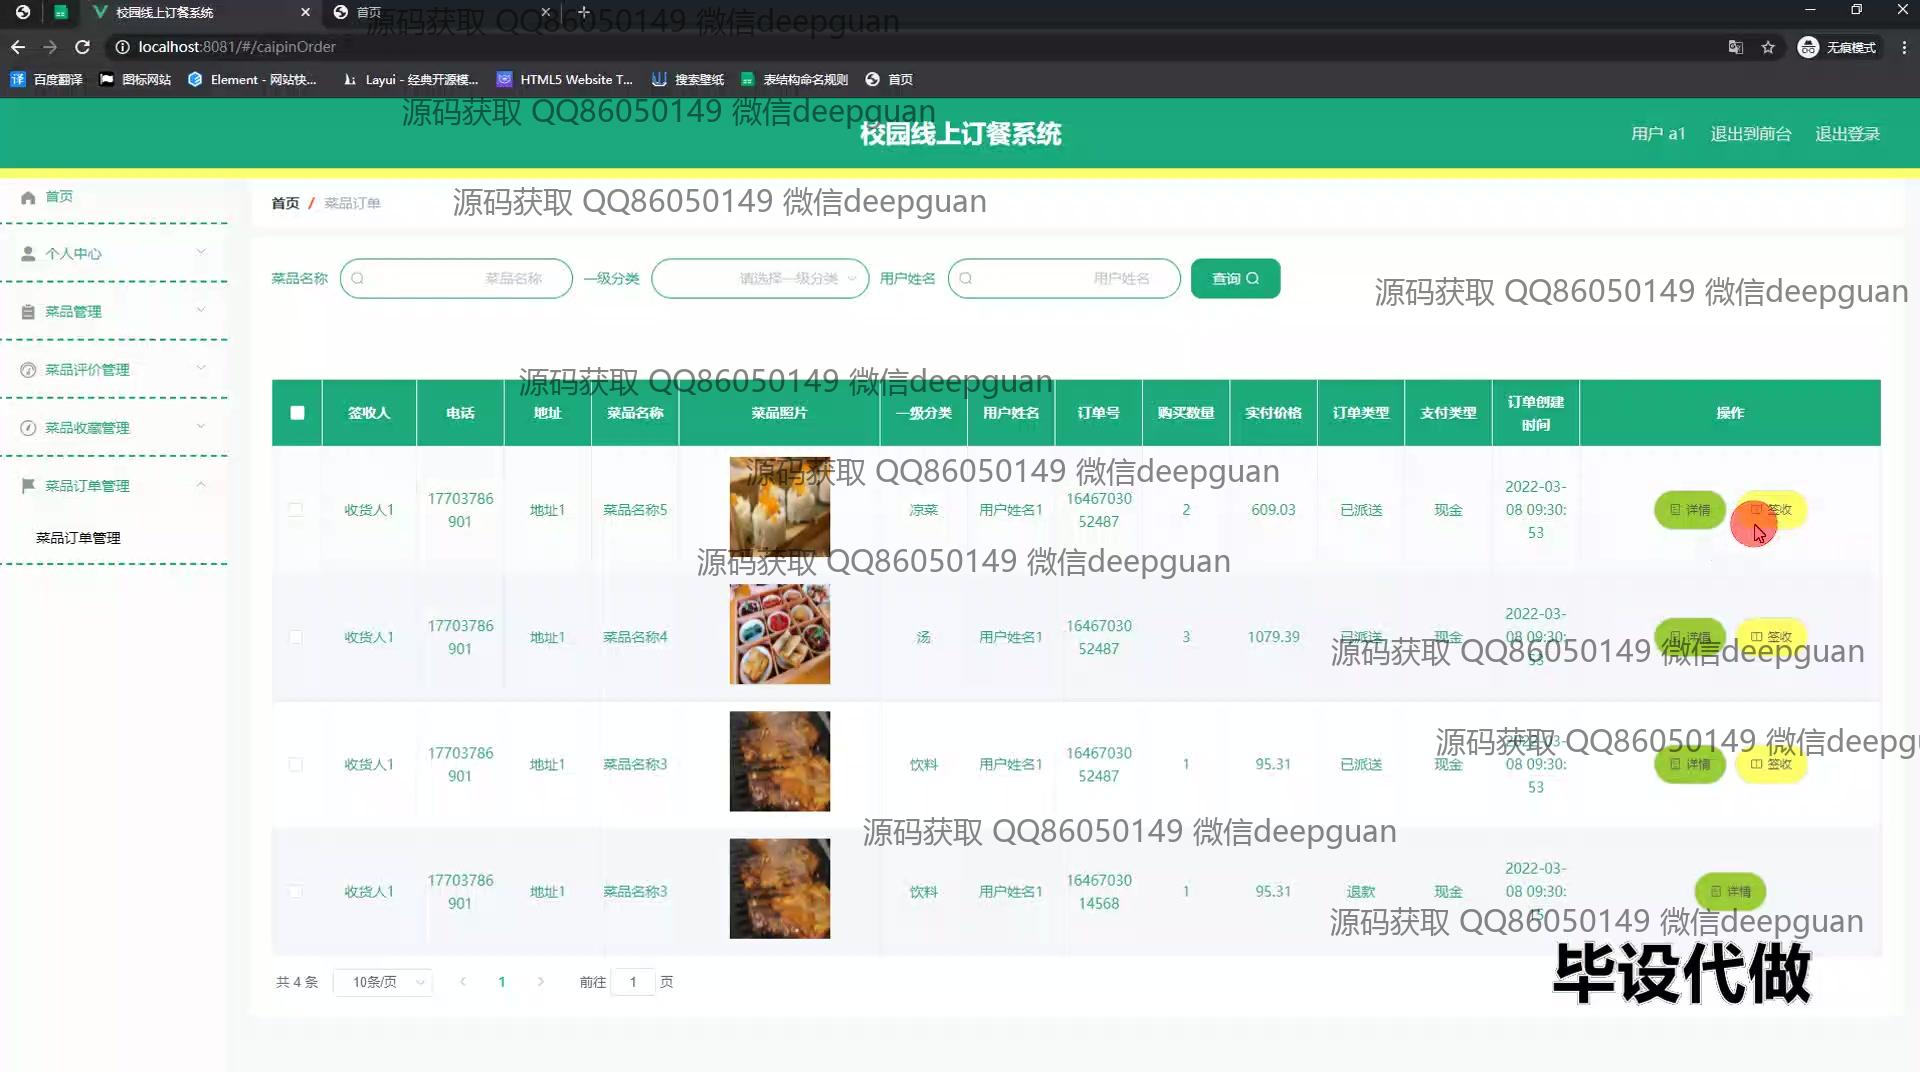 校园线上订餐系统
首页
localhost:8081/#/caipinOrder
无痕模式
百度翻译
图标网站
Element - 网站快...
Layui - 经典开源模...
HTML5 Website T...
搜索壁纸
表结构命名规则
首页
源码获取 QQ86050149 微信deepguan
源码获取 QQ86050149 微信deepguan
校园线上订餐系统
用户 a1
退出到前台
退出登录
首页
个人中心
菜品管理
菜品评价管理
菜品收藏管理
菜品订单管理
菜品订单管理
首页 / 菜品订单
源码获取 QQ86050149 微信deepguan
菜品名称 菜品名称 一级分类 请选择一级分类 用户姓名 用户姓名 查询
源码获取 QQ86050149 微信deepguan
源码获取 QQ86050149 微信deepguan
签收人 电话 地址 菜品名称 菜品照片 一级分类 用户姓名 订单号 购买数量 实付价格 订单类型 支付类型 订单创建时间 操作
源码获取 QQ86050149 微信deepguan
收货人1 17703786901 地址1 菜品名称5 凉菜 用户姓名1 1646703052487 2 609.03 已派送 现金 2022-03-08 09:30:53 详情 签收
源码获取 QQ86050149 微信deepguan
收货人1 17703786901 地址1 菜品名称4 汤 用户姓名1 1646703052487 3 1079.39 已派送 现金 2022-03-08 09:30:53 详情 签收
源码获取 QQ86050149 微信deepguan
源码获取 QQ86050149 微信deepgu
收货人1 17703786901 地址1 菜品名称3 饮料 用户姓名1 1646703052487 1 95.31 已派送 现金 2022-03-08 09:30:53 详情 签收
源码获取 QQ86050149 微信deepguan
收货人1 17703786901 地址1 菜品名称3 饮料 用户姓名1 1646703014568 1 95.31 退款 现金 2022-03-08 09:30: 详情
源码获取 QQ86050149 微信deepguan
共 4 条 10条/页 1 前往 1 页
毕设代做